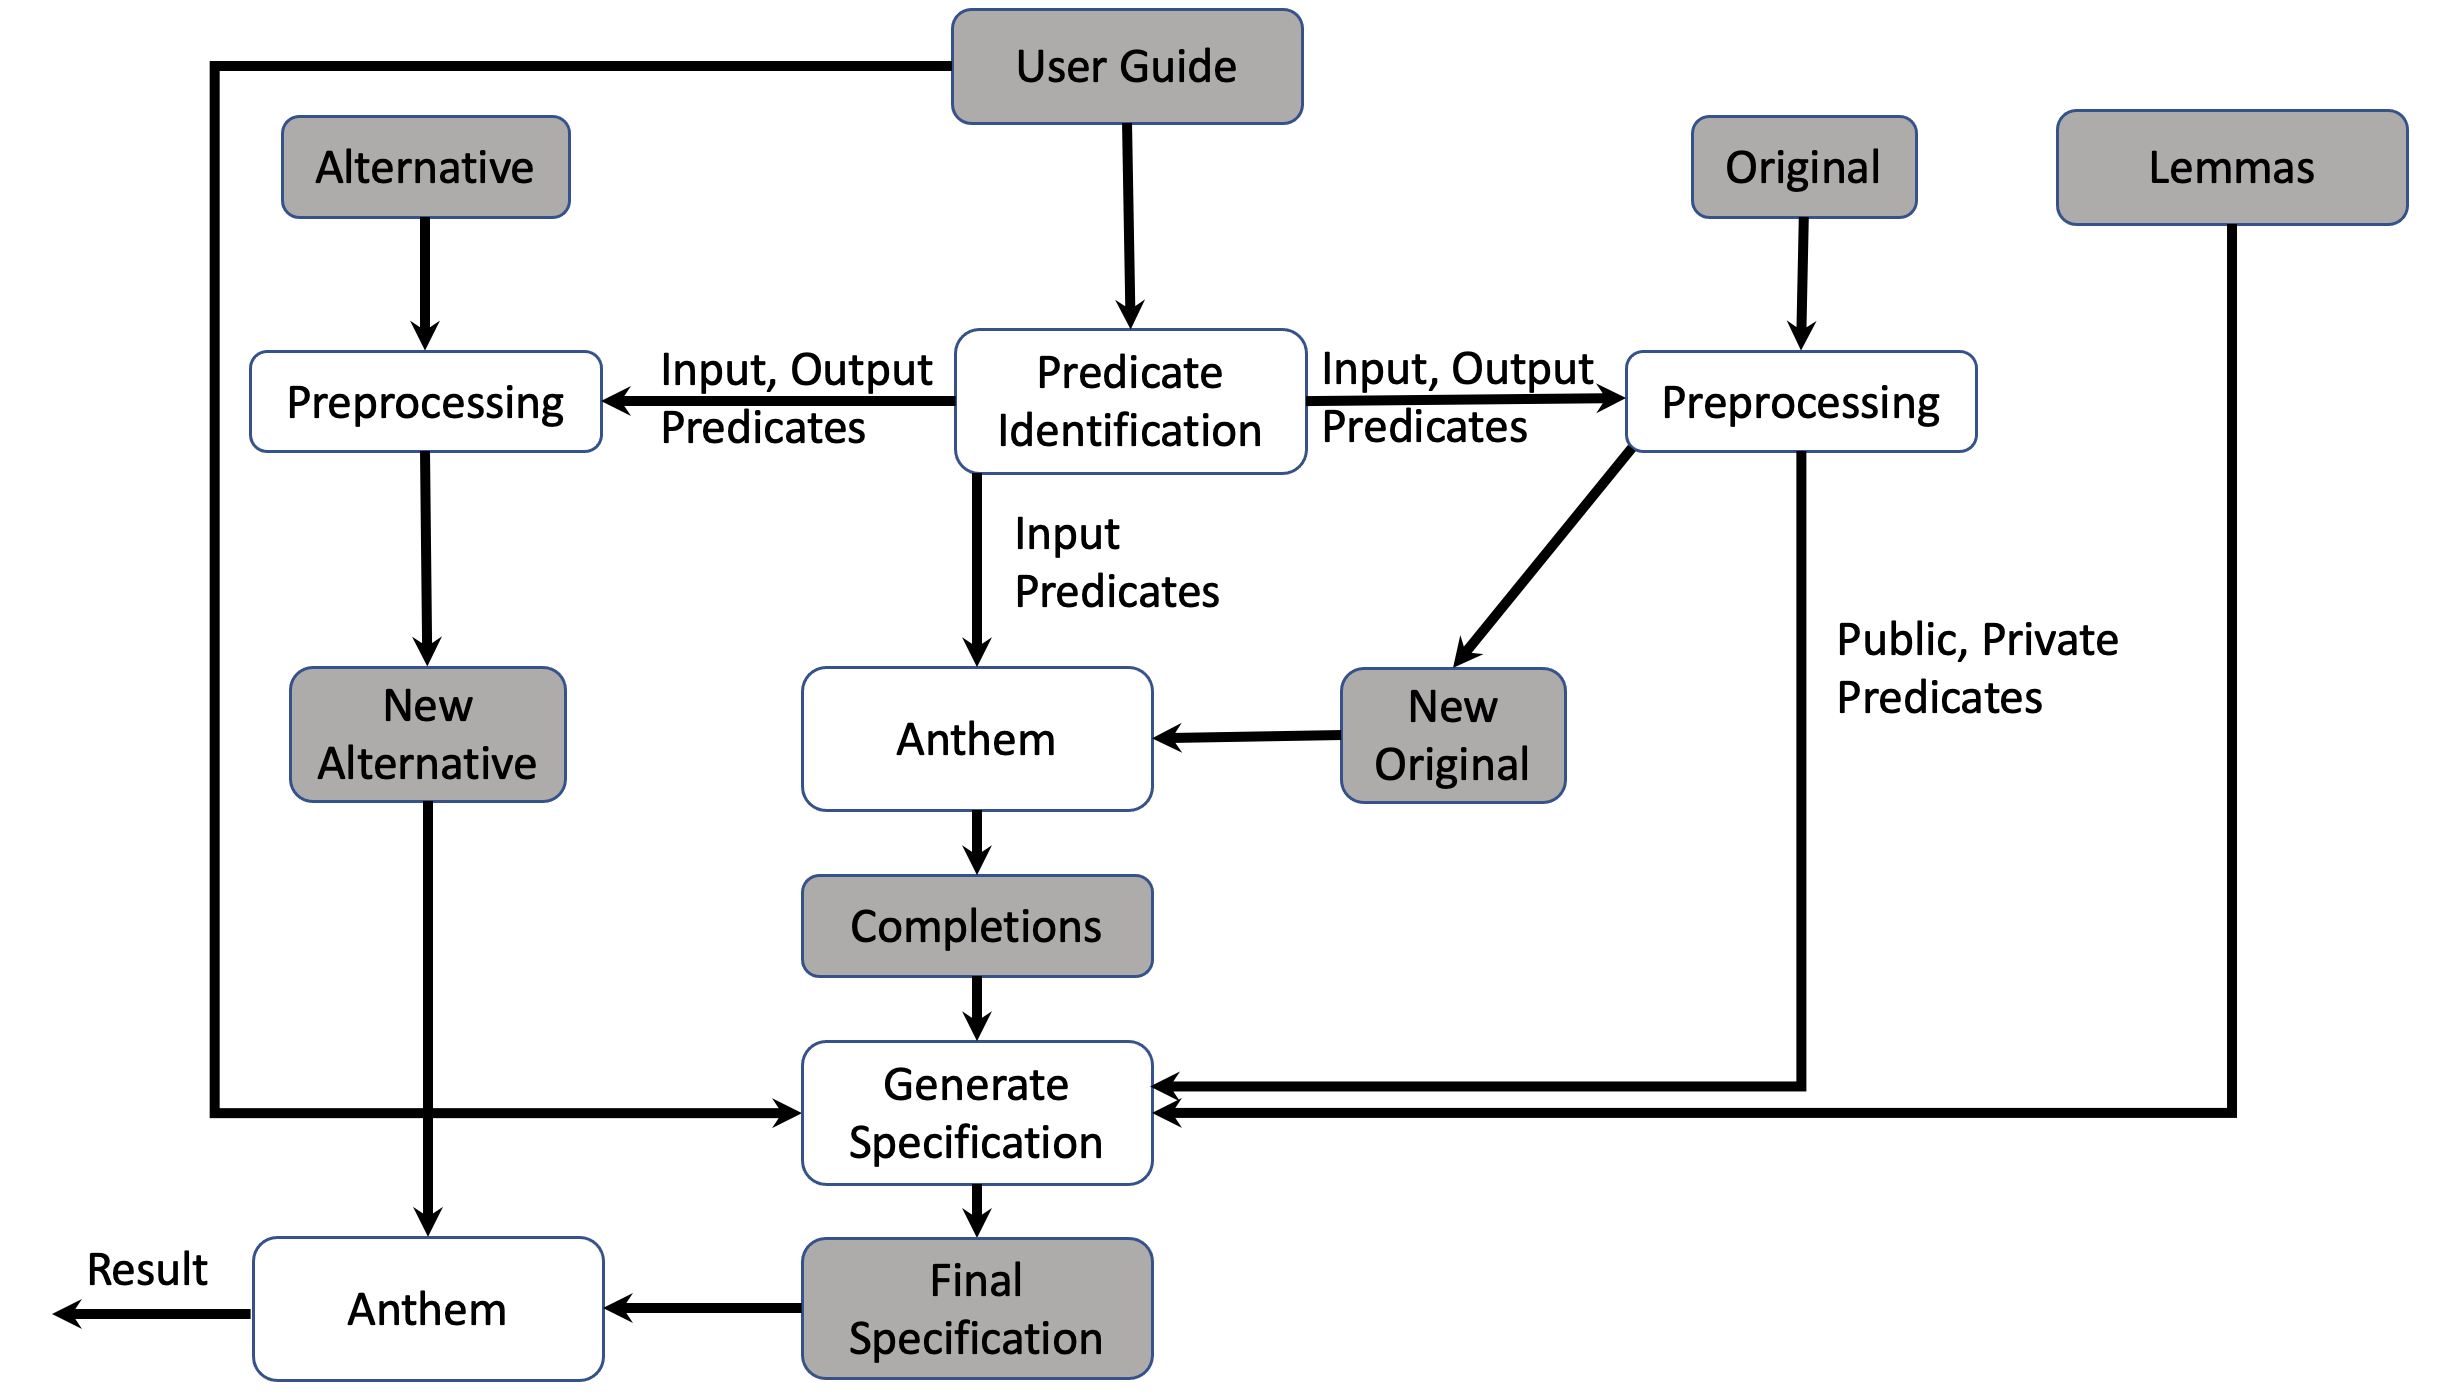 User Guide
Alternative
Original
Lemmas
Preprocessing
Input, Output
Predicates
Predicate
Identification
Input, Output
Predicates
Preprocessing
Input
Predicates
Public, Private
Predicates
New
Alternative
Anthem
New
Original
Completions
Generate
Specification
Result
Anthem
Final
Specification